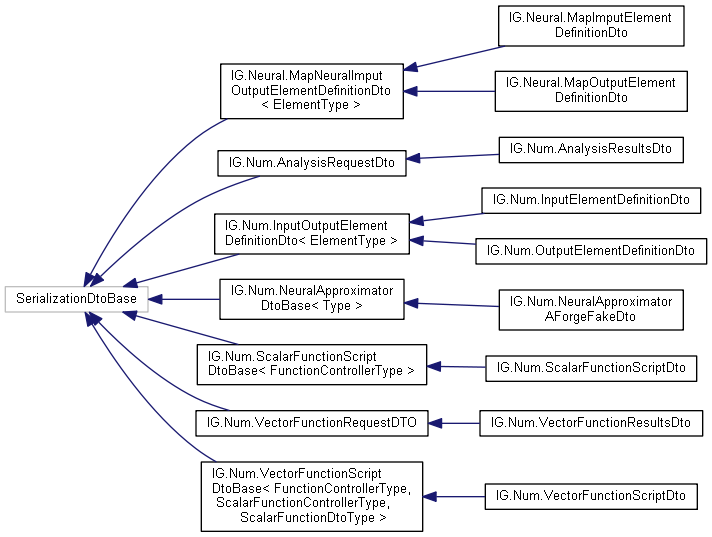 IG.Neural.MapImputElement
DefinitionDto
IG.Neural.MapNeuralImput
OutputElementDefinitionDto
< ElementType >
IG.Neural.MapOutputElement
DefinitionDto
IG.Num.AnalysisRequestDto
IG.Num.AnalysisResultsDto
IG.Num.InputOutputElement
DefinitionDto< ElementType >
IG.Num.InputElementDefinitionDto
IG.Num.OutputElementDefinitionDto
SerializationDtoBase
IG.Num.NeuralApproximator
DtoBase< Type >
IG.Num.NeuralApproximator
AForgeFakeDto
IG.Num.ScalarFunctionScript
DtoBase< FunctionControllerType >
IG.Num.ScalarFunctionScriptDto
IG.Num.VectorFunctionRequestDTO
IG.Num.VectorFunctionResultsDto
IG.Num.VectorFunctionScript
DtoBase< FunctionControllerType,
ScalarFunctionControllerType,
ScalarFunctionDtoType >
IG.Num.VectorFunctionScriptDto